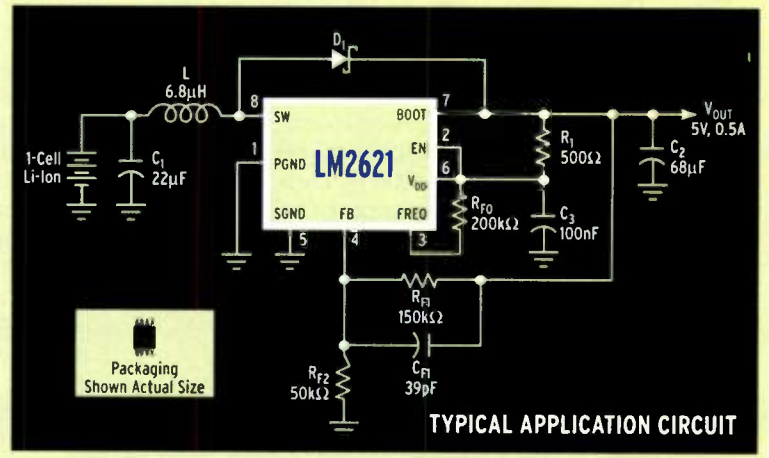 D1
L
6.8μH
8
SW
BOOT
7
VOUT
5V, 0.5A
1-Cell
Li-Ion
C1
22μF
1
PGND
LM2621
EN
2
VDD
6
R1
500Ω
C2
68μF
SGND
FB
FREQ
5
4
3
RF0
200kΩ
C3
100nF
RF1
150kΩ
CF1
39pF
RF2
50kΩ
Packaging
Shown Actual Size
TYPICAL APPLICATION CIRCUIT